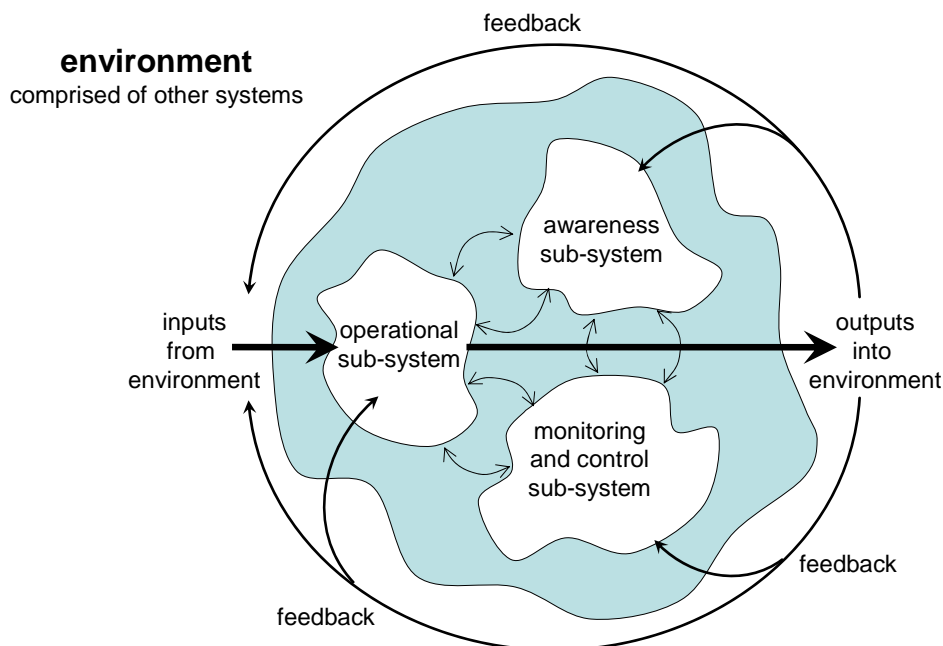 feedback
environment
comprised of other systems
awareness
sub-system
inputs
from
environment
operational
sub-system
outputs
into
environment
monitoring
and control
sub-system
feedback
feedback